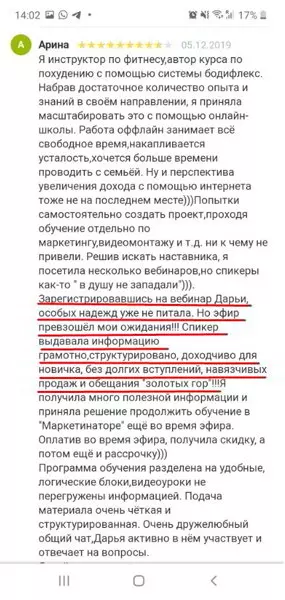 14:02
17%
A
Арина
05.12.2019
Я инструктор по фитнесу,автор курса по
похудению с помощью системы бодифлекс.
Набрав достаточное количество опыта и
знаний в своём направлении, я приняла
масштабировать это с помощью онлайн-
школы. Работа оффлайн занимает всё
свободное время,накапливается
усталость,хочется больше времени
проводить с семьёй. Ну и перспектива
увеличения дохода с помощью интернета
тоже не на последнем месте)))Попытки
самостоятельно создать проект,проходя
обучение отдельно по
маркетингу,видеомонтажу и т.д. ни к чему не
привели. Решив искать наставника, я
посетила несколько вебинаров,но спикеры
как-то " в душу не западали"))).
Зарегистрировавшись на вебинар Дарьи,
особых надежд уже не питала. Но эфир
превзошёл мои ожидания!!! Спикер
выдавала информацию
грамотно,структурировано, доходчиво для
новичка, без долгих вступлений, навязчивых
продаж и обещания "золотых гор"!!!Я
получила много полезной информации и
приняла решение продолжить обучение в
"Маркетинаторе" ещё во время эфира.
Оплатив во время эфира, получила скидку, а
потом ещё и рассрочку)))
Программа обучения разделена на удобные,
логические блоки,видеоуроки не
перегружены информацией. Подача
материала очень чёткая и
структурированная. Очень дружелюбный
общий чат,Дарья активно в нём участвует и
отвечает на вопросы.